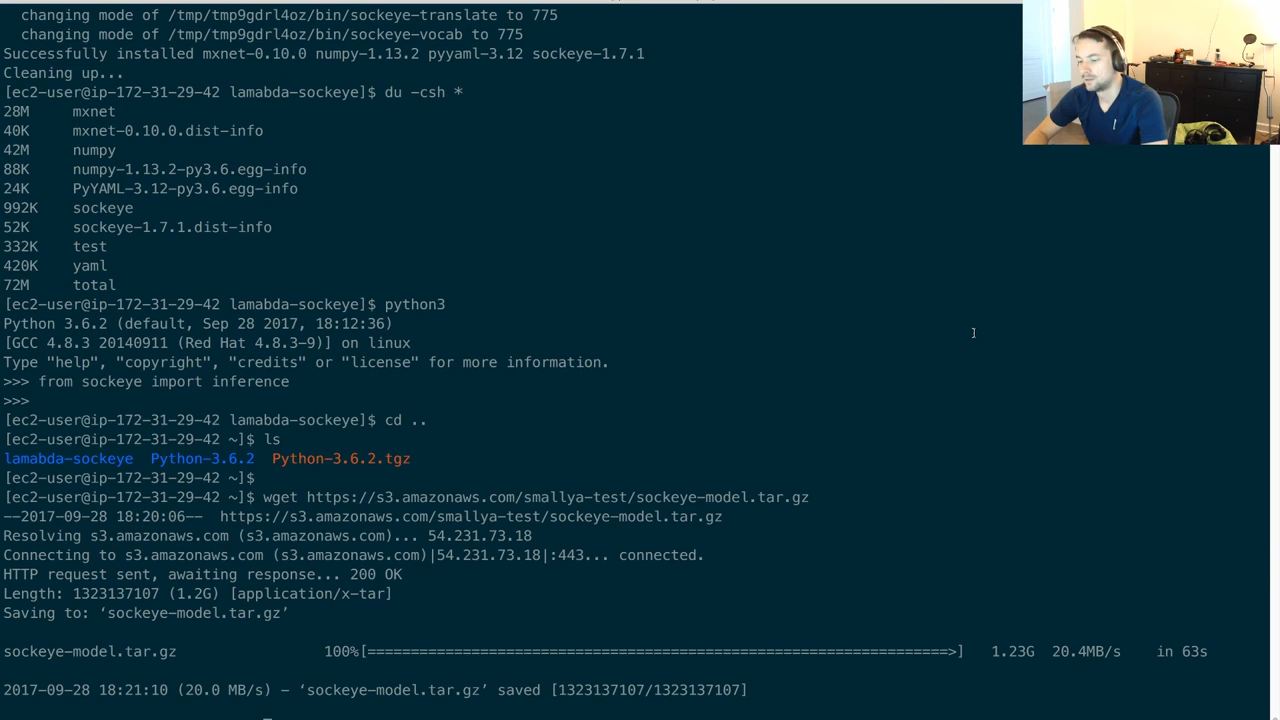 changing mode of /tmp/tmp9gdrl4oz/bin/sockeye-translate to 775
changing mode of /tmp/tmp9gdrl4oz/bin/sockeye-vocab to 775
Successfully installed mxnet-0.10.0 numpy-1.13.2 pyyaml-3.12 sockeye-1.7.1
Cleaning up...
[ec2-user@ip-172-31-29-42 lamabda-sockeye]$ du -csh *
28M mxnet
40K mxnet-0.10.0.dist-info
42M numpy
88K numpy-1.13.2-py3.6.egg-info
24K PyYAML-3.12-py3.6.egg-info
992K sockeye
52K sockeye-1.7.1.dist-info
332K test
420K yaml
72M total
[ec2-user@ip-172-31-29-42 lamabda-sockeye]$ python3
Python 3.6.2 (default, Sep 28 2017, 18:12:36)
[GCC 4.8.3 20140911 (Red Hat 4.8.3-9)] on linux
Type "help", "copyright", "credits" or "license" for more information.
>>> from sockeye import inference
>>>
[ec2-user@ip-172-31-29-42 lamabda-sockeye]$ cd ..
[ec2-user@ip-172-31-29-42 ~]$ ls
lamabda-sockeye Python-3.6.2 Python-3.6.2.tgz
[ec2-user@ip-172-31-29-42 ~]$
[ec2-user@ip-172-31-29-42 ~]$ wget https://s3.amazonaws.com/smallya-test/sockeye-model.tar.gz
--2017-09-28 18:20:06-- https://s3.amazonaws.com/smallya-test/sockeye-model.tar.gz
Resolving s3.amazonaws.com (s3.amazonaws.com)... 54.231.73.18
Connecting to s3.amazonaws.com (s3.amazonaws.com)|54.231.73.18|:443... connected.
HTTP request sent, awaiting response... 200 OK
Length: 1323137107 (1.2G) [application/x-tar]
Saving to: ‘sockeye-model.tar.gz’
sockeye-model.tar.gz 100%[===================================================================>] 1.23G 20.4MB/s in 63s
2017-09-28 18:21:10 (20.0 MB/s) - ‘sockeye-model.tar.gz’ saved [1323137107/1323137107]